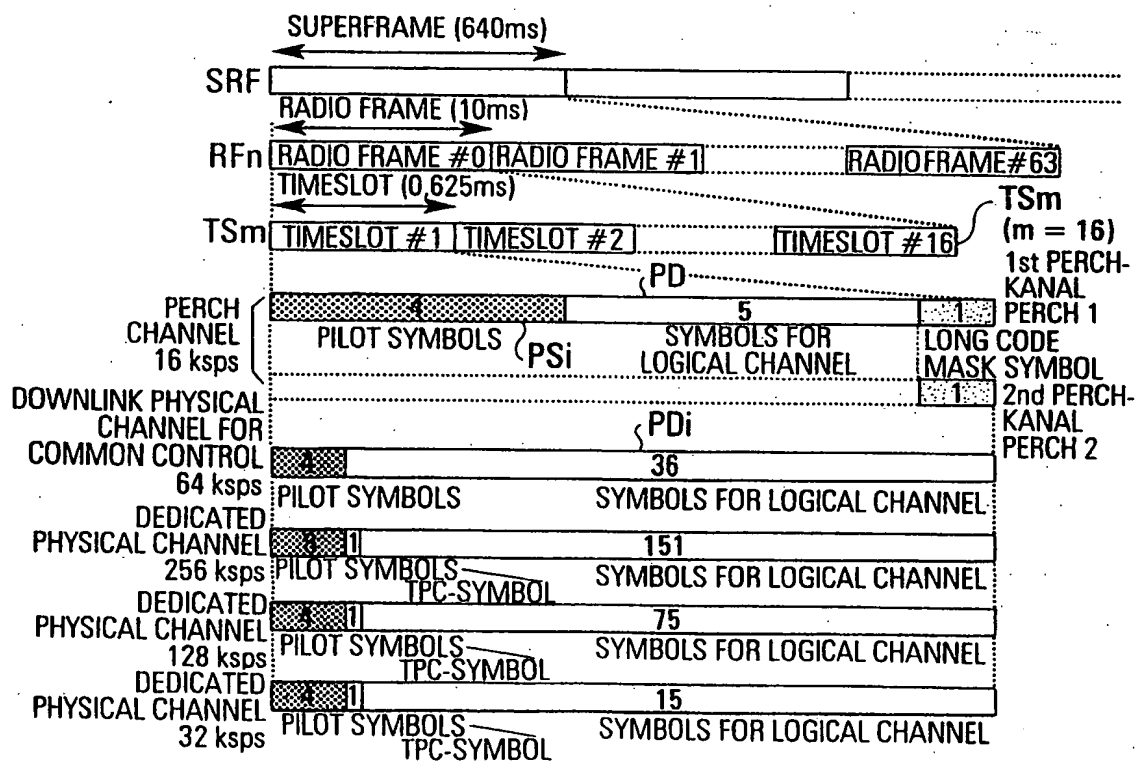 SUPERFRAME (640ms)
SRF
RADIO FRAME (10ms)
RFn
RADIO FRAME #0
RADIO FRAME #1
RADIO FRAME #63
TIMESLOT (0,625ms)
TSm
TIMESLOT #1
TIMESLOT #2
TIMESLOT #16
TSm
(m = 16)
1st PERCH-
KANAL
PERCH 1
PD
PERCH
CHANNEL
16 ksps
4
5
1
PILOT SYMBOLS
PSi
SYMBOLS FOR
LOGICAL CHANNEL
LONG CODE
MASK SYMBOL
1
2nd PERCH-
KANAL
PERCH 2
DOWNLINK PHYSICAL
CHANNEL FOR
COMMON CONTROL
64 ksps
PDi
4
36
PILOT SYMBOLS
SYMBOLS FOR LOGICAL CHANNEL
DEDICATED
PHYSICAL CHANNEL
256 ksps
1
151
PILOT SYMBOLS
TPC-SYMBOL
SYMBOLS FOR LOGICAL CHANNEL
DEDICATED
PHYSICAL CHANNEL
128 ksps
4
1
75
PILOT SYMBOLS
TPC-SYMBOL
SYMBOLS FOR LOGICAL CHANNEL
DEDICATED
PHYSICAL CHANNEL
32 ksps
4
1
15
PILOT SYMBOLS
TPC-SYMBOL
SYMBOLS FOR LOGICAL CHANNEL